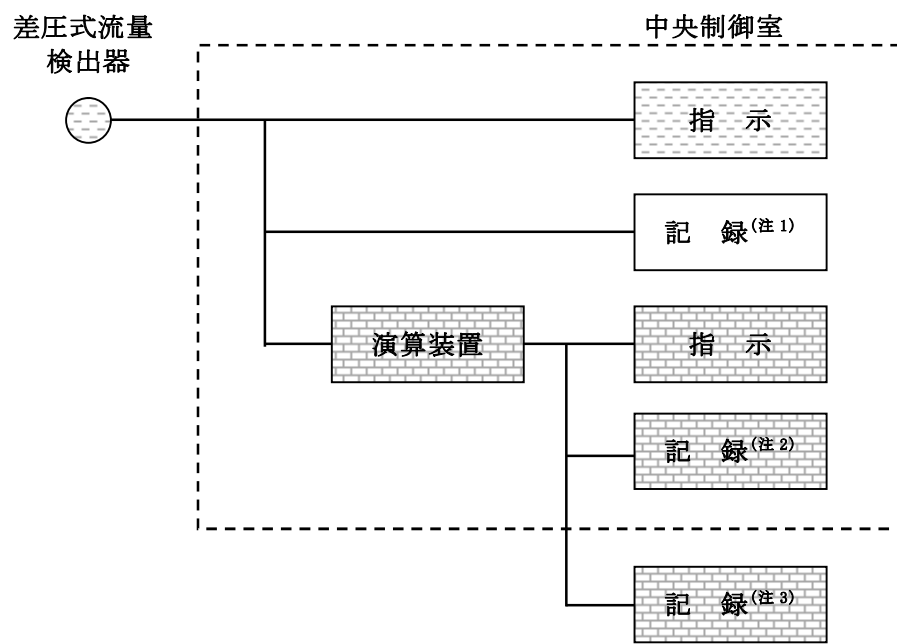 差圧式流量
検出器
中央制御室
指 示
記 録(注1)
演算装置
指 示
記 録(注2)
記 録(注3)